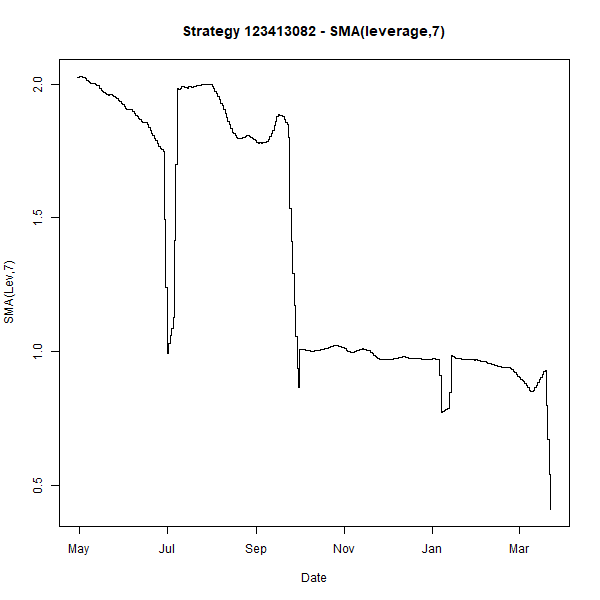 Strategy 123413082 - SMA(leverage,7)
SMA(Lev,7)
2.0
1.5
1.0
0.5
May Jul Sep Nov Jan Mar
Date